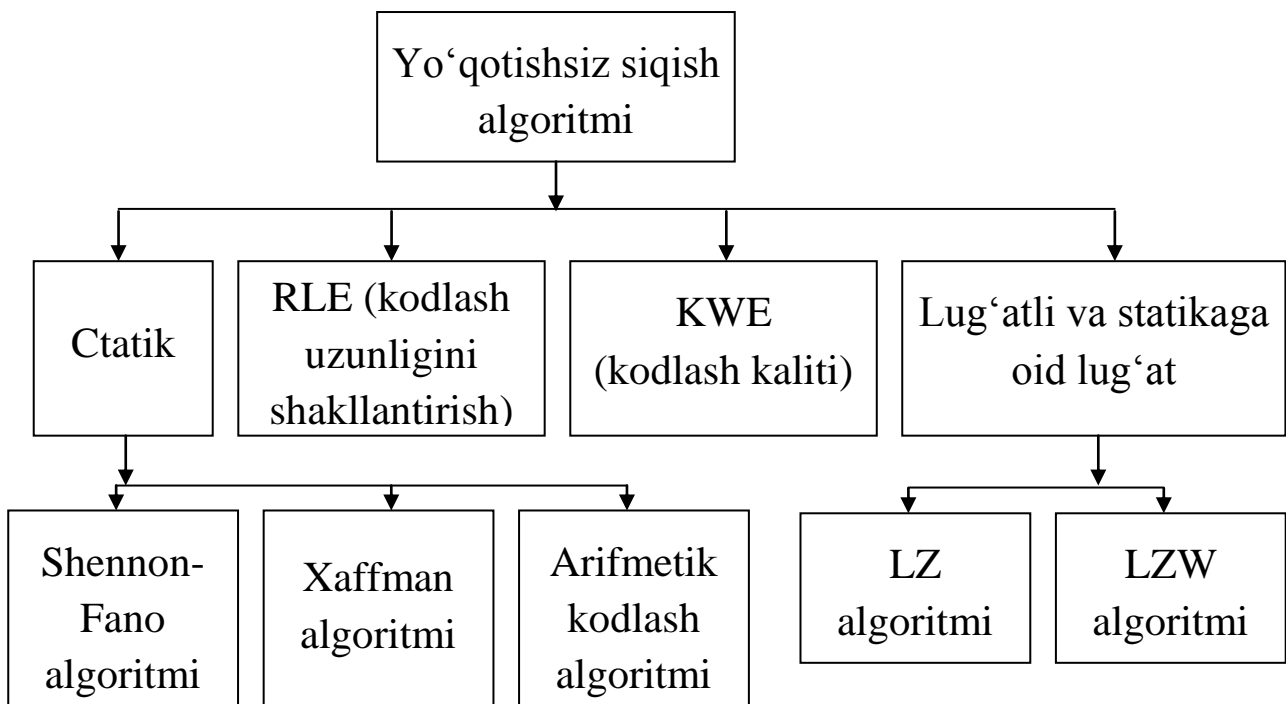 Yo‘qotishsiz siqish
algoritmi
Ctatik
RLE (kodlash
uzunligini
shakllantirish)
KWE
(kodlash kaliti)
Lug‘atli va statikaga
oid lug‘at
Shennon-
Fano
algoritmi
Xaffman
algoritmi
Arifmetik
kodlash
algoritmi
LZ
algoritmi
LZW
algoritmi